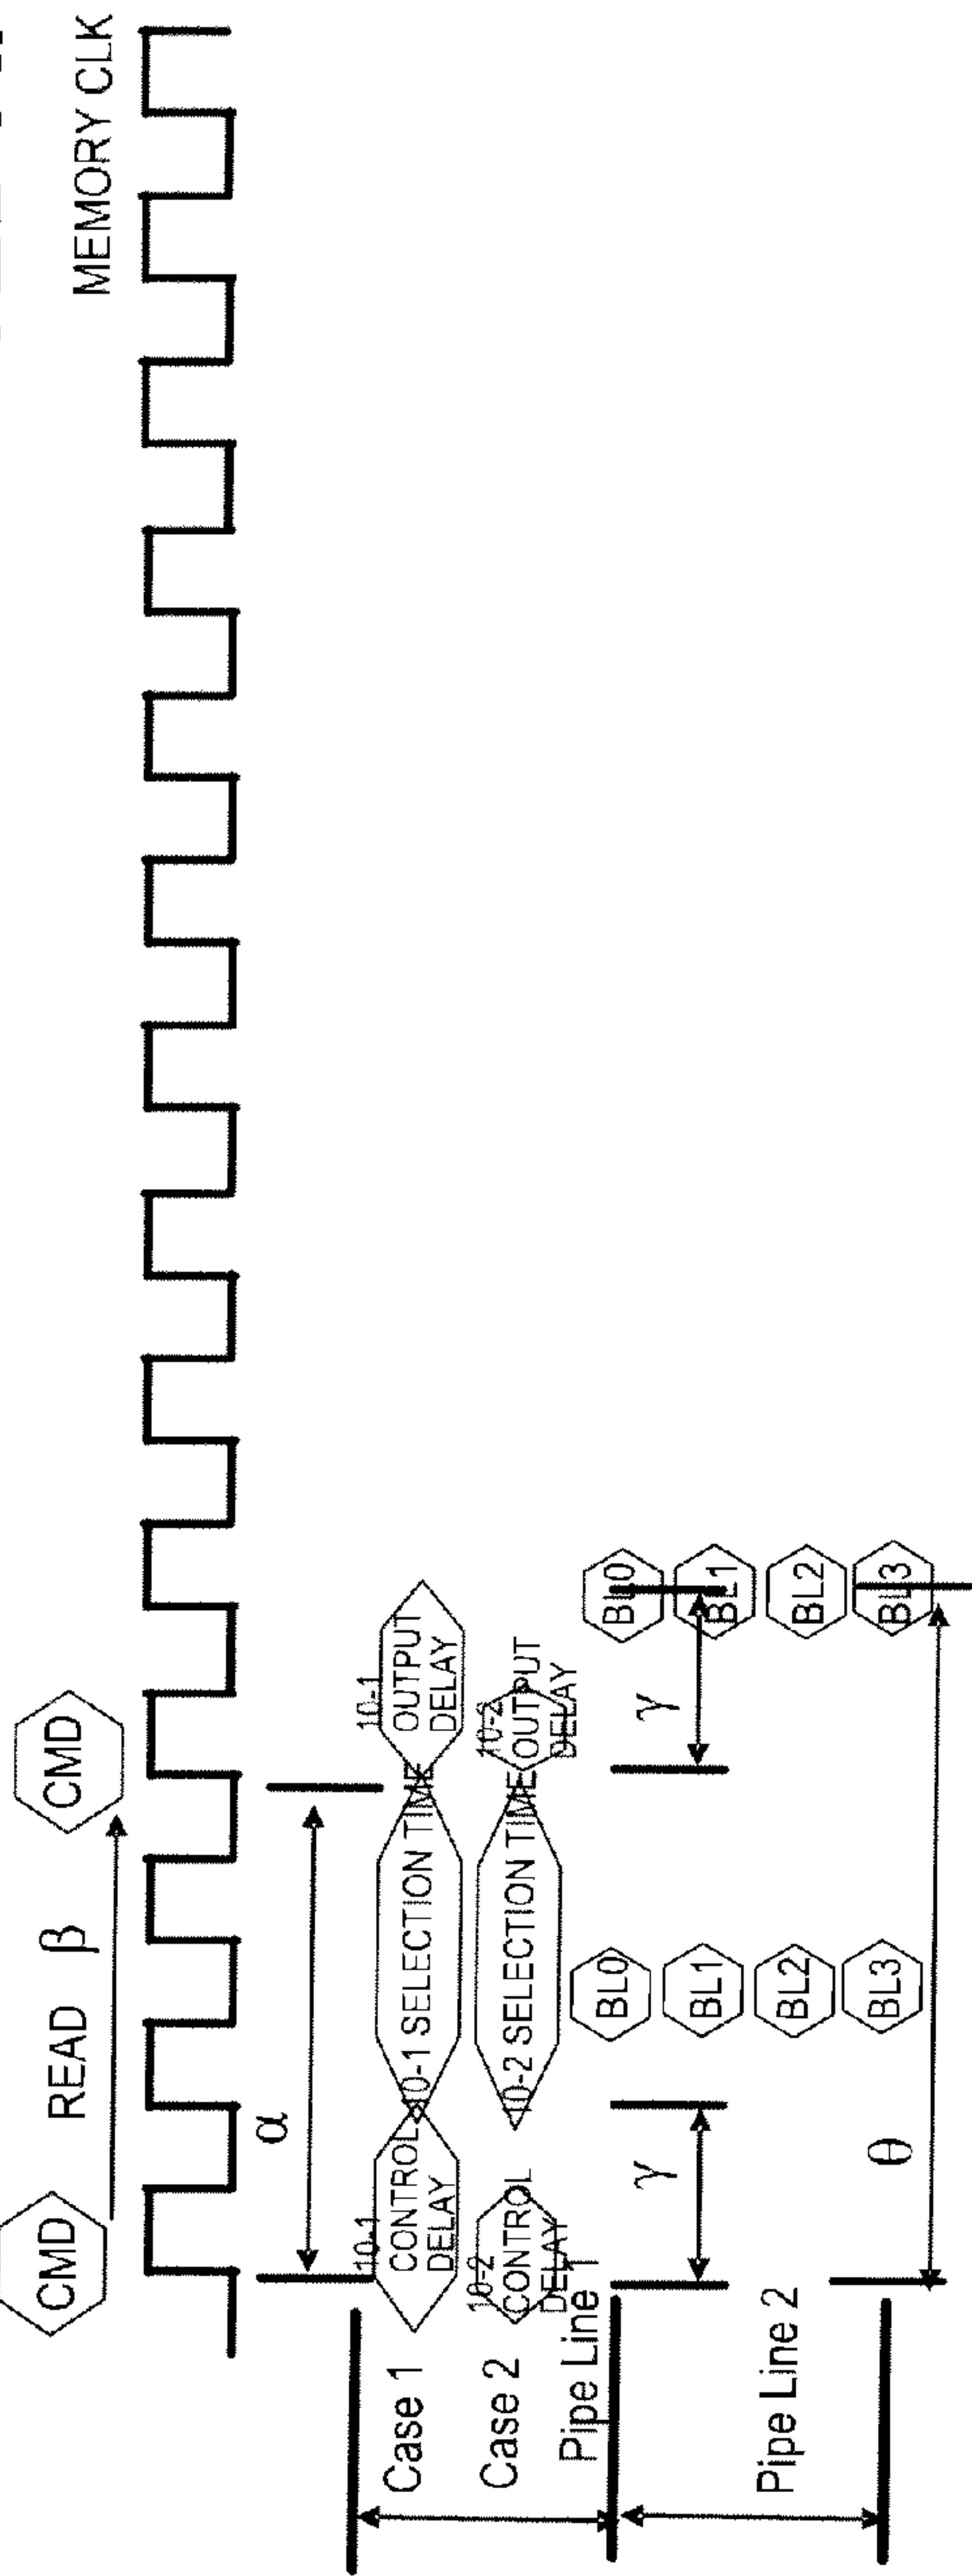 MEMORY CLK
CMD
READ β
CMD
α
Case 1
10-1
CONTROL
DELAY
10-1 SELECTION TIME
10-1
OUTPUT
DELAY
Case 2
10-2
CONTROL
DELAY
10-2 SELECTION TIME
10-2
OUTPUT
DELAY
Pipe Line 1
BL0
BL0
γ
γ
BL1
BL1
Pipe Line 2
BL2
BL2
θ
BL3
BL3